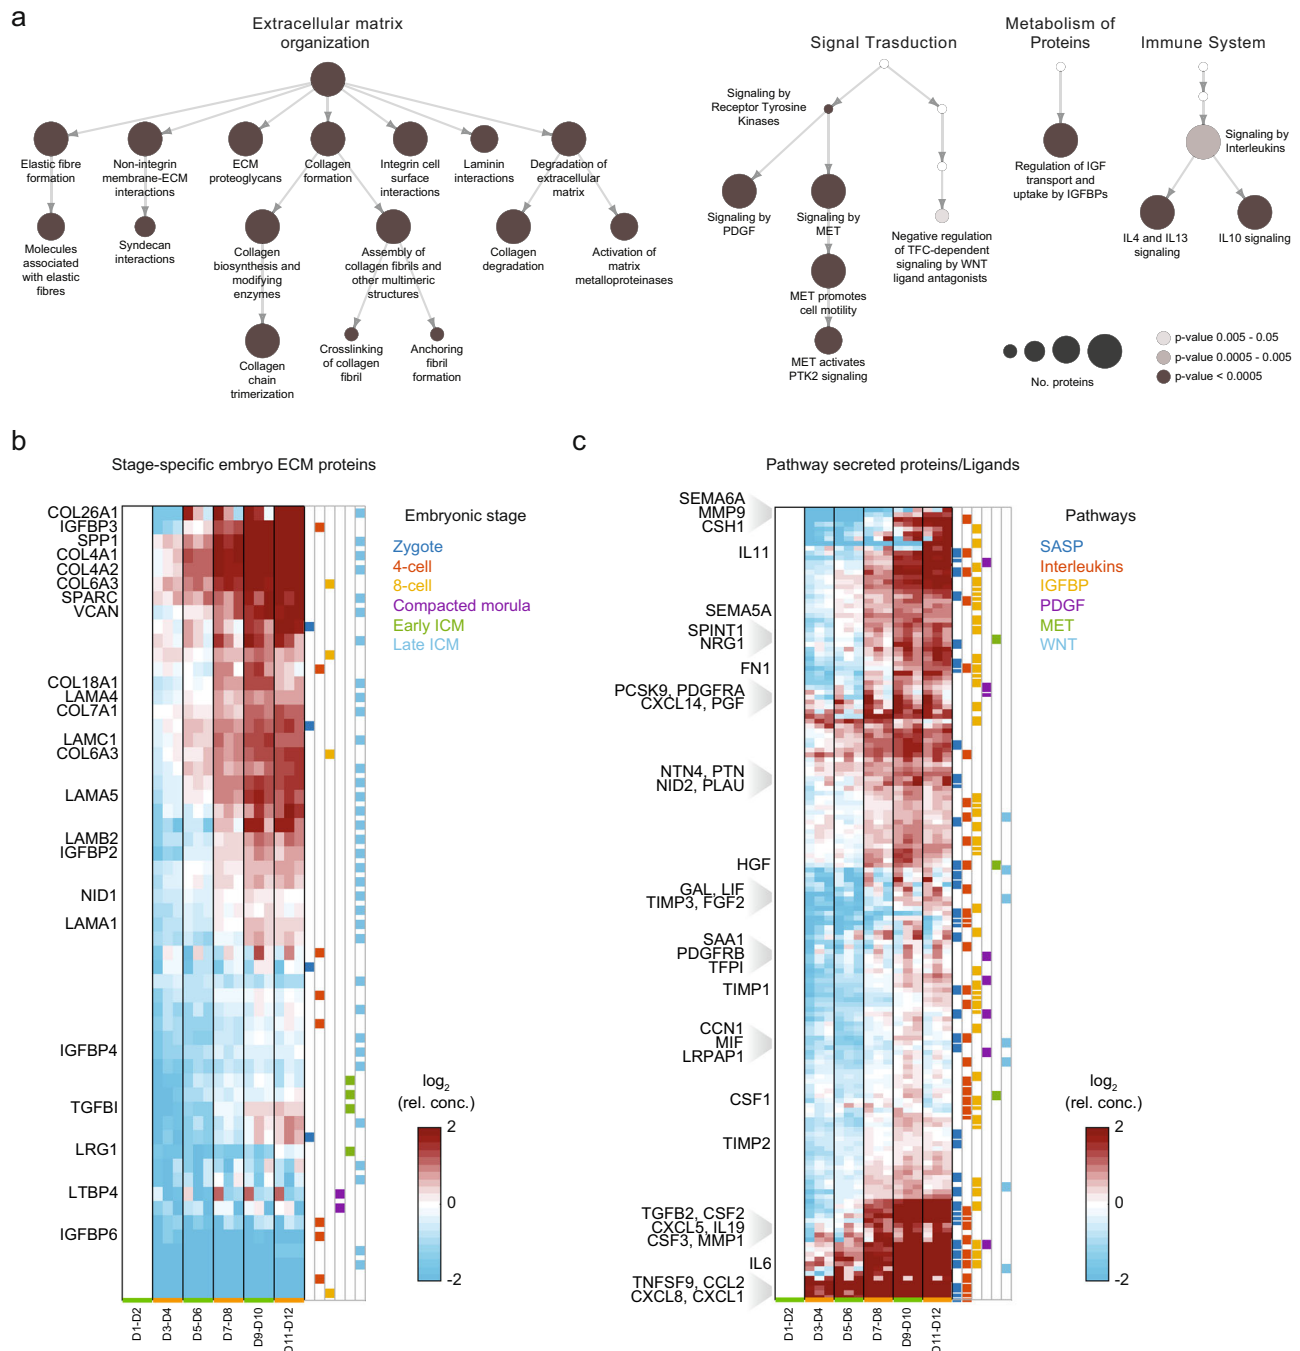 a
Extracellular matrix
organization
Elastic fibre
formation
Non-integrin
membrane-ECM
interactions
ECM
proteoglycans
Collagen
formation
Integrin cell
surface
interactions
Laminin
interactions
Degradation of
extracellular
matrix
Molecules
associated
with elastic
fibres
Syndecan
interactions
Collagen
biosynthesis and
modifying
enzymes
Assembly of
collagen fibrils and
other multimeric
structures
Collagen
degradation
Activation of
matrix
metalloproteinases
Collagen
chain
trimerization
Crosslinking
of collagen
fibril
Anchoring
fibril
formation
Signal Trasduction
Signaling by
Receptor Tyrosine
Kinases
Signaling by
PDGF
Signaling by
MET
Negative regulation
of TFC-dependent
signaling by WNT
ligand antagonists
MET promotes
cell motility
MET activates
PTK2 signaling
Metabolism of
Proteins
Regulation of IGF
transport and
uptake by IGFBPs
Immune System
Signaling by
Interleukins
IL4 and IL13
signaling
IL10 signaling
No. proteins
p-value 0.005 - 0.05
p-value 0.0005 - 0.005
p-value < 0.0005
b
Stage-specific embryo ECM proteins
COL26A1
IGFBP3
SPP1
COL4A1
COL4A2
COL6A3
SPARC
VCAN
COL18A1
LAMA4
COL7A1
LAMC1
COL6A3
LAMA5
LAMB2
IGFBP2
NID1
LAMA1
IGFBP4
TGFBI
LRG1
LTBP4
IGFBP6
D1-D2
D3-D4
D5-D6
D7-D8
D9-D10
D11-D12
Embryonic stage
Zygote
4-cell
8-cell
Compacted morula
Early ICM
Late ICM
log2
(rel. conc.)
2
0
-2
c
Pathway secreted proteins/Ligands
SEMA6A
MMP9
CSH1
IL11
SEMA5A
SPINT1
NRG1
FN1
PCSK9, PDGFRA
CXCL14, PGF
NTN4, PTN
NID2, PLAU
HGF
GAL, LIF
TIMP3, FGF2
SAA1
PDGFRB
TFPI
TIMP1
CCN1
MIF
LRPAP1
CSF1
TIMP2
TGFB2, CSF2
CXCL5, IL19
CSF3, MMP1
IL6
TNFSF9, CCL2
CXCL8, CXCL1
D1-D2
D3-D4
D5-D6
D7-D8
D9-D10
D11-D12
Pathways
SASP
Interleukins
IGFBP
PDGF
MET
WNT
log2
(rel. conc.)
2
0
-2